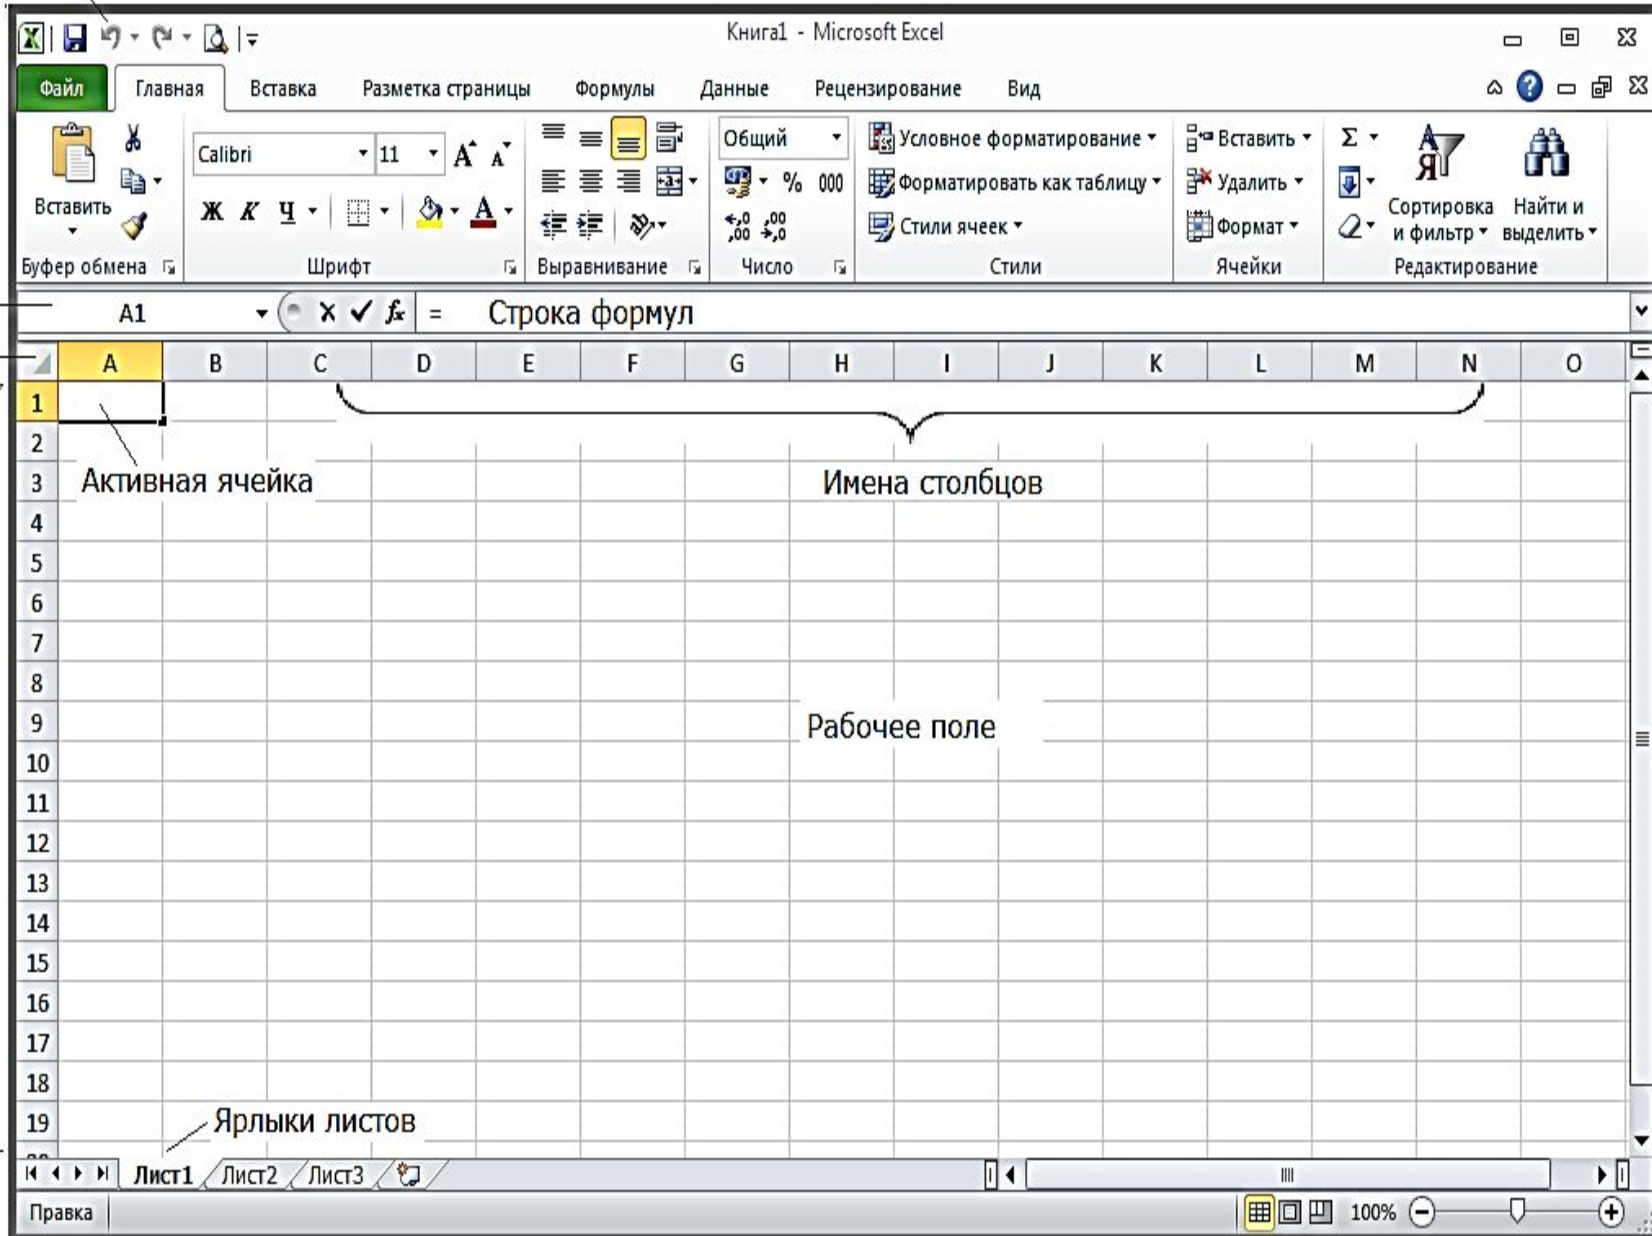 Книга1 - Microsoft Excel
Файл Главная Вставка Разметка страницы Формулы Данные Рецензирование Вид
Calibri 11 Общий Условное форматирование Вставить Σ
% 000 Форматировать как таблицу Удалить
Вставить Ж К Ч Стили ячеек Формат Сортировка и фильтр Найти и выделить
Буфер обмена Шрифт Выравнивание Число Стили Ячейки Редактирование
A1 fx = Строка формул
A B C D E F G H I J K L M N O
1
2
3 Активная ячейка Имена столбцов
4
5
6
7
8
9 Рабочее поле
10
11
12
13
14
15
16
17
18
19 Ярлыки листов
Лист1 Лист2 Лист3
Правка 100%